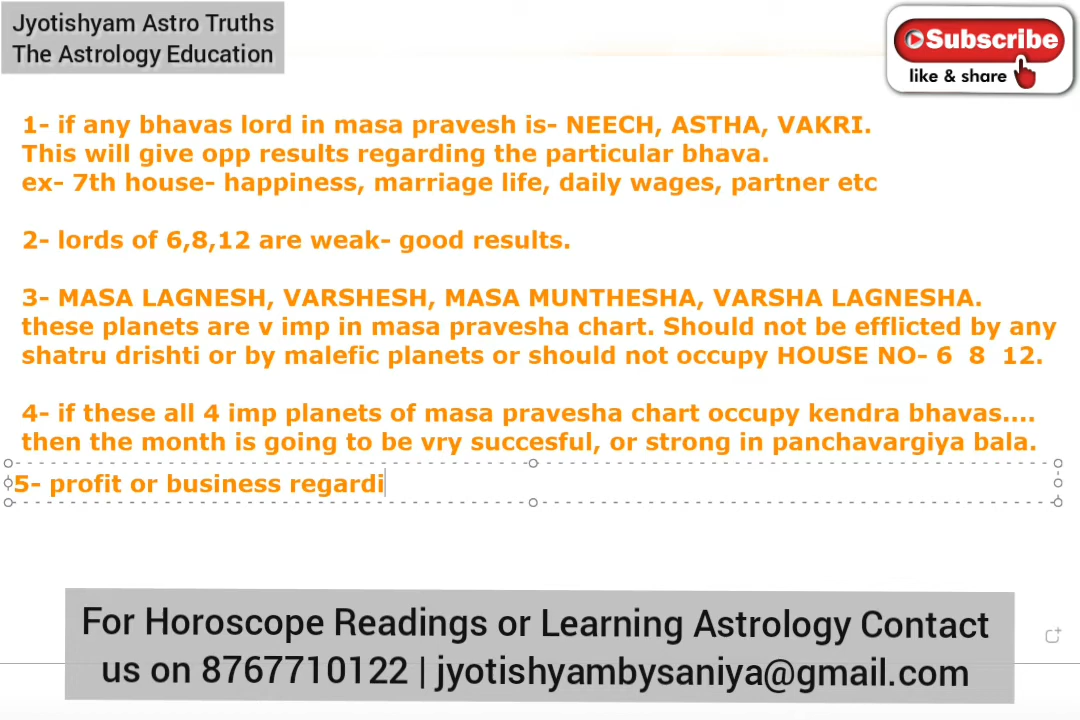 Jyotishyam Astro Truths
The Astrology Education
Subscribe
like & share
1- if any bhavas lord in masa pravesh is- NEECH, ASTHA, VAKRI.
This will give opp results regarding the particular bhava.
ex- 7th house- happiness, marriage life, daily wages, partner etc
2- lords of 6,8,12 are weak- good results.
3- MASA LAGNESH, VARSHESH, MASA MUNTHESHA, VARSHA LAGNESHA.
these planets are v imp in masa pravesha chart. Should not be efflicted by any
shatru drishti or by malefic planets or should not occupy HOUSE NO- 6 8 12.
4- if these all 4 imp planets of masa pravesha chart occupy kendra bhavas....
then the month is going to be vry succesful, or strong in panchavargiya bala.
5- profit or business regardi
For Horoscope Readings or Learning Astrology Contact
us on 8767710122 | jyotishyambysaniya@gmail.com